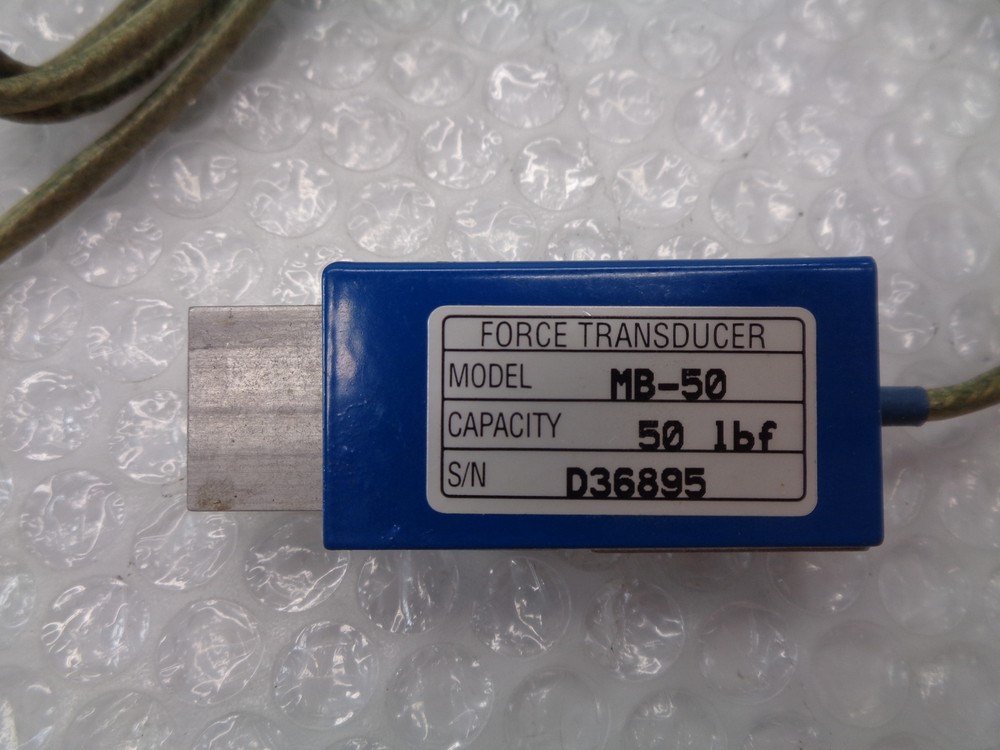 FORCE TRANSDUCER
MODEL MB-50
CAPACITY 50 lbf
S/N D36895